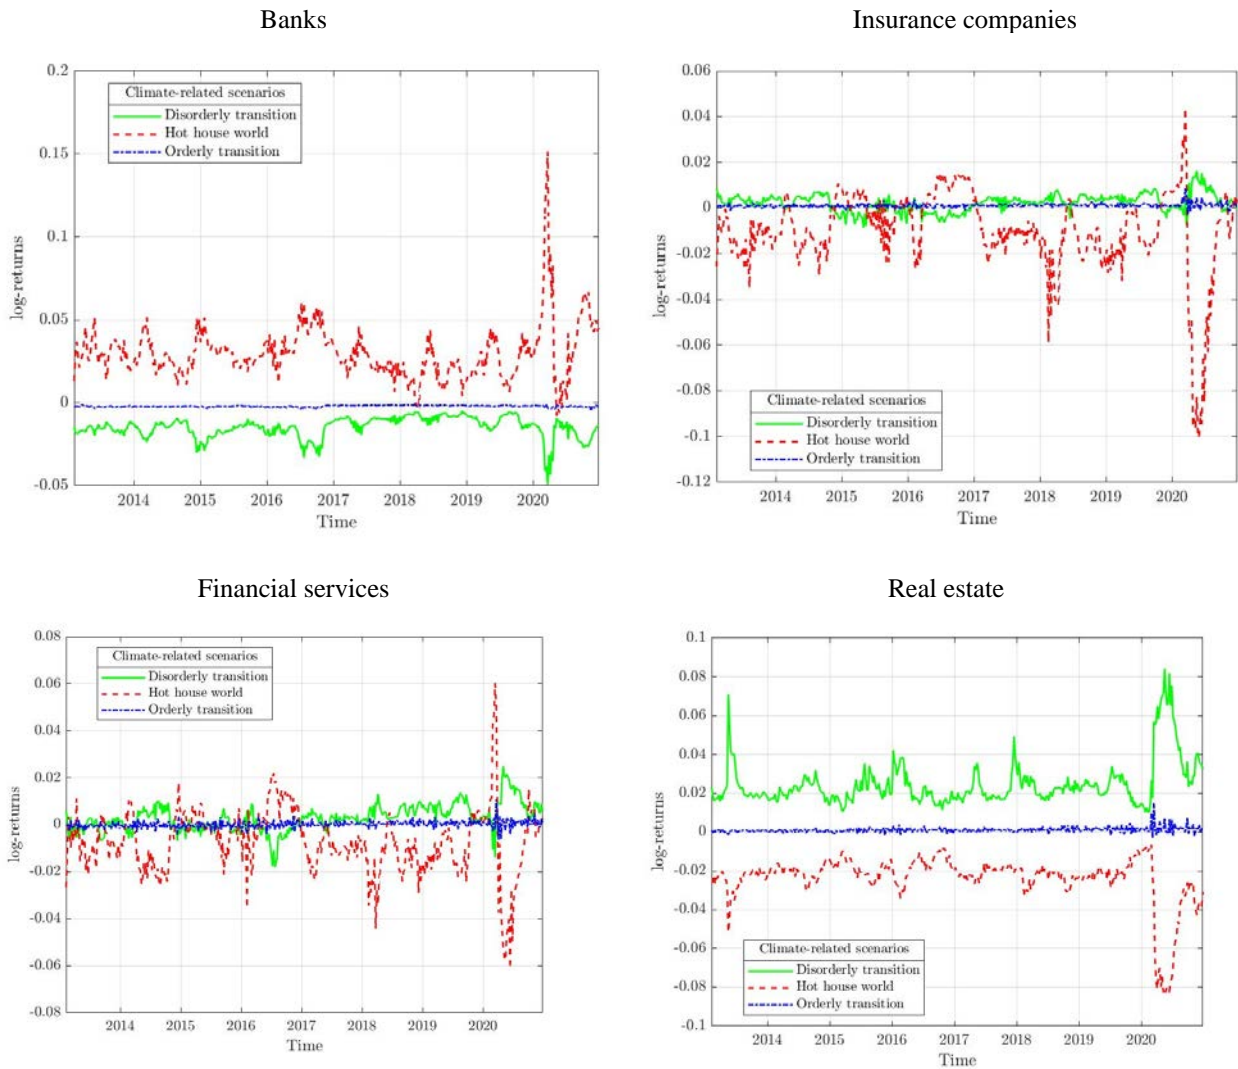 Banks
0.2
0.15
0.1
0.05
0
-0.05
log-returns
Climate-related scenarios
Disorderly transition
Hot house world
Orderly transition
2014 2015 2016 2017 2018 2019 2020
Time
Insurance companies
0.06
0.04
0.02
0
-0.02
-0.04
-0.06
-0.08
-0.1
-0.12
log-returns
Climate-related scenarios
Disorderly transition
Hot house world
Orderly transition
2014 2015 2016 2017 2018 2019 2020
Time
Financial services
0.08
0.06
0.04
0.02
0
-0.02
-0.04
-0.06
-0.08
log-returns
Climate-related scenarios
Disorderly transition
Hot house world
Orderly transition
2014 2015 2016 2017 2018 2019 2020
Time
Real estate
0.1
0.08
0.06
0.04
0.02
0
-0.02
-0.04
-0.06
-0.08
-0.1
log-returns
Climate-related scenarios
Disorderly transition
Hot house world
Orderly transition
2014 2015 2016 2017 2018 2019 2020
Time